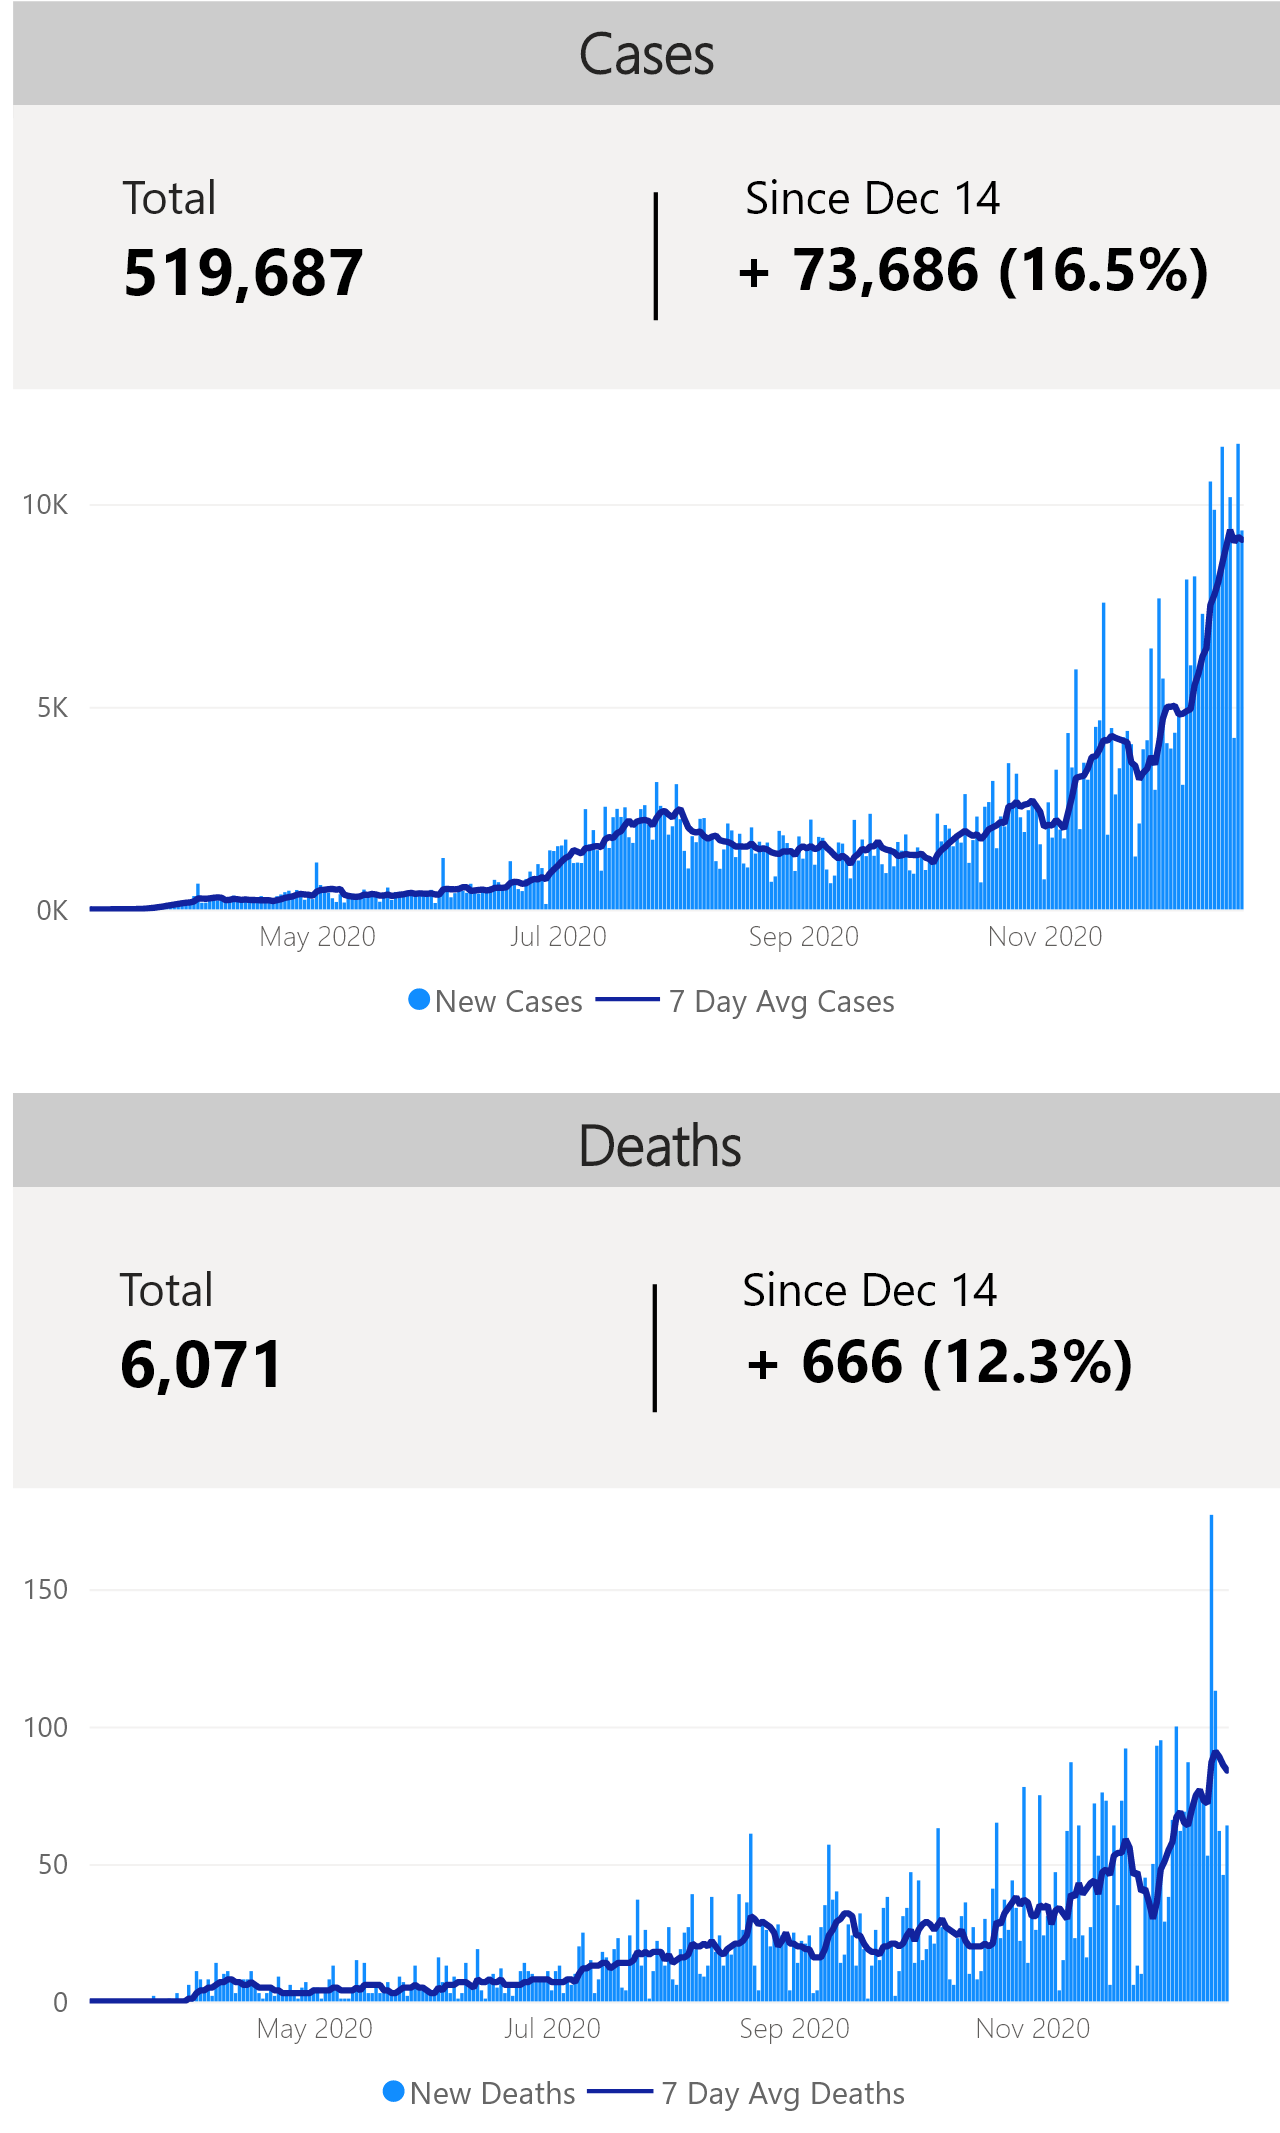 Cases
Total
Since Dec 14
519,687
+ 73,686 (16.5%)
10K
5K
0K
May 2020
Jul 2020
Sep 2020
Nov 2020
New Cases
7 Day Avg Cases
Deaths
Total
Since Dec 14
6,071
+ 666 (12.3%)
150
100
50
0
May 2020
Jul 2020
Sep 2020
Nov 2020
New Deaths
7 Day Avg Deaths